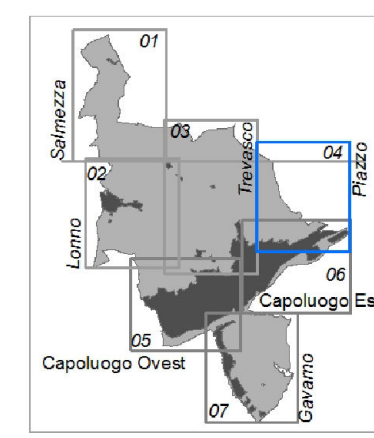 01
Salmezza
03
Trevasco
04
Piazzo
02
Lonno
06
Capoluogo Es
05
Capoluogo Ovest
07
Gavarno